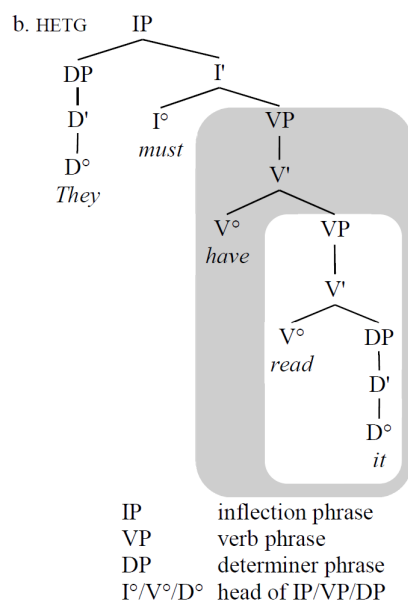 b. HETG IP
DP I'
D' I° VP
must
D° V'
They
V° VP
have
V'
V° DP
read
D'
D°
it
IP inflection phrase
VP verb phrase
DP determiner phrase
I°/V°/D° head of IP/VP/DP